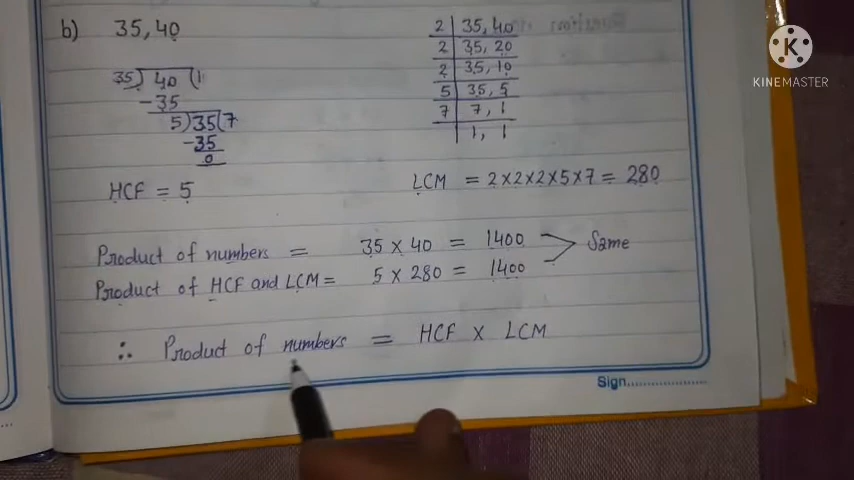 b) 35, 40
35) 40 (1
-35
5) 35 (7
-35
0
HCF = 5
2 | 35, 40
2 | 35, 20
2 | 35, 10
5 | 35, 5
7 | 7, 1
1, 1
LCM = 2×2×2×5×7 = 280
Product of numbers = 35 × 40 = 1400
Product of HCF and LCM = 5 × 280 = 1400
Same
∴ Product of numbers = HCF × LCM
Sign....................
K
KINEMASTER